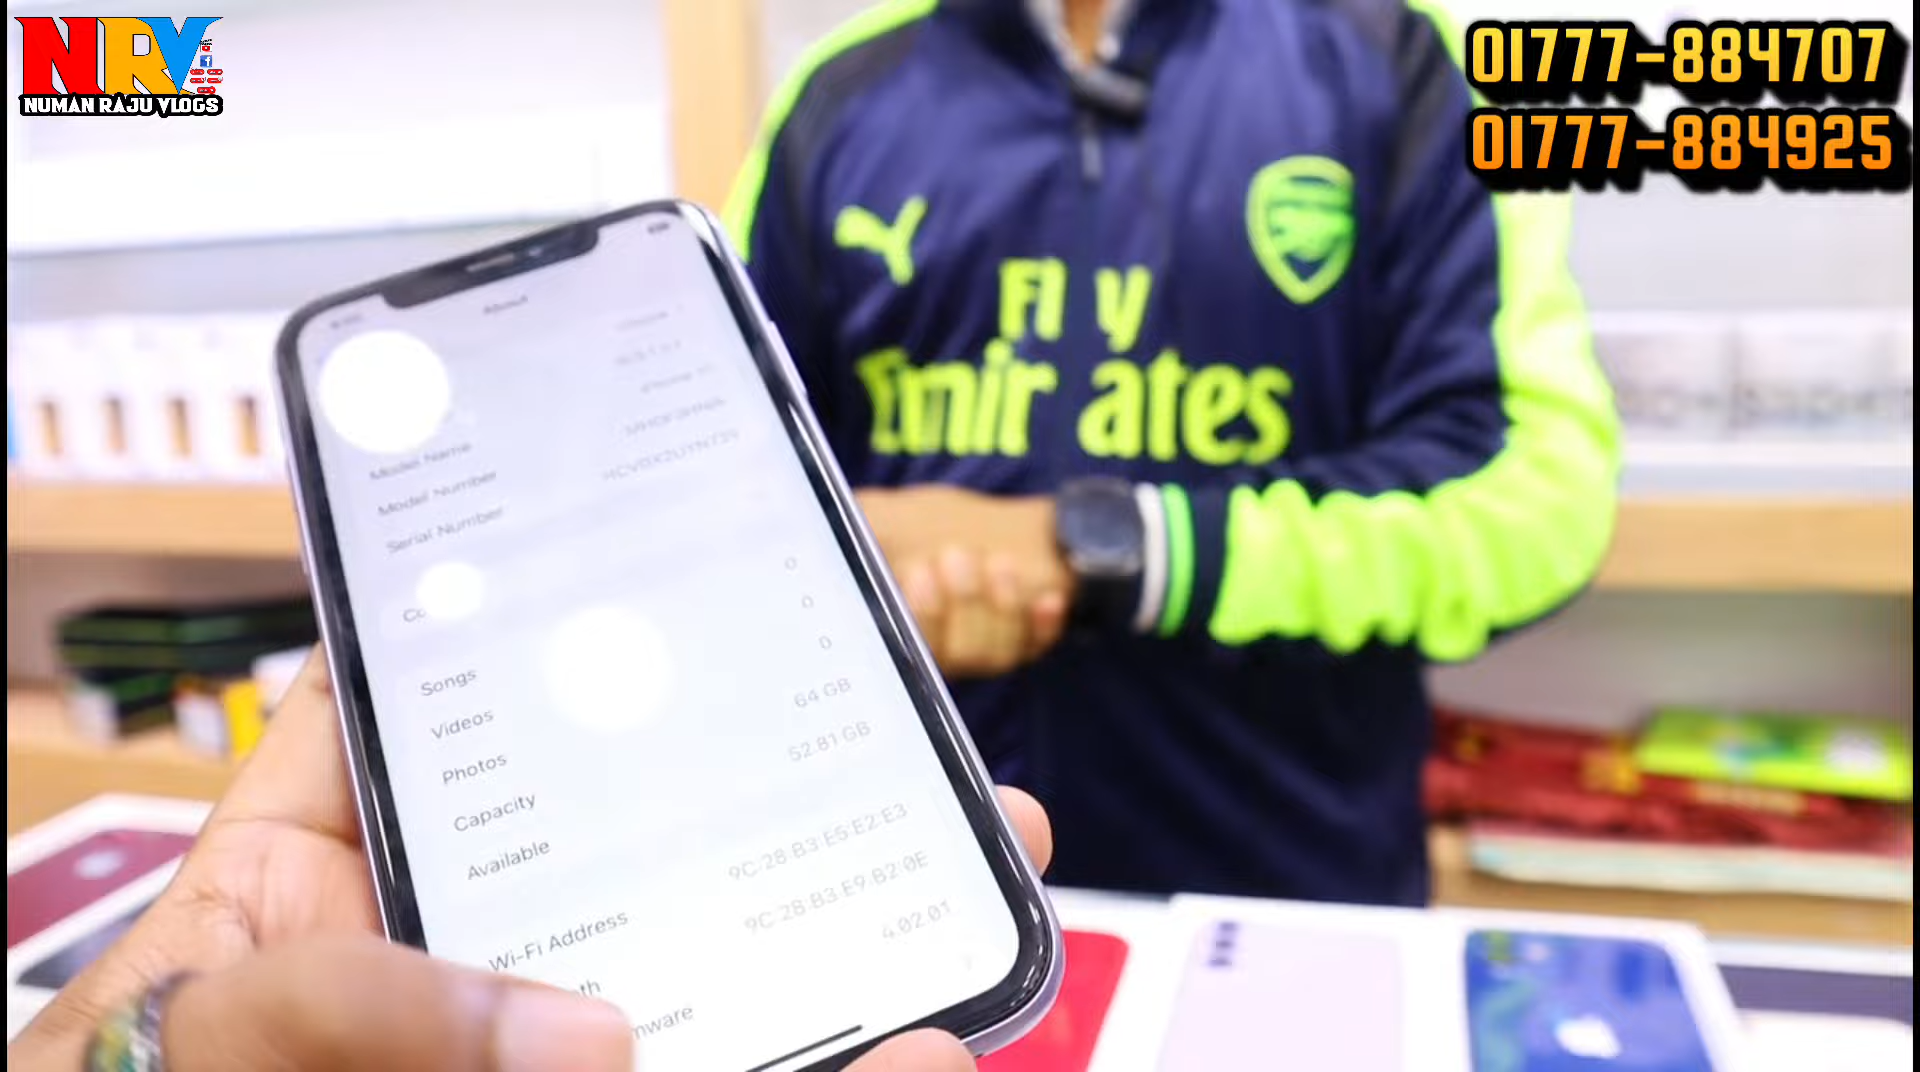 NRV
NUMAN RAJU VLOGS
01777-884707
01777-884925
Fly
Emirates
About
Model Name
Model Number
Serial Number
Songs 0
Videos 0
Photos 0
Capacity 64 GB
Available 52.81 GB
Wi-Fi Address 9C:28:B3:E5:E2:E3
9C:28:B3:E9:B2:0E
4.02.01